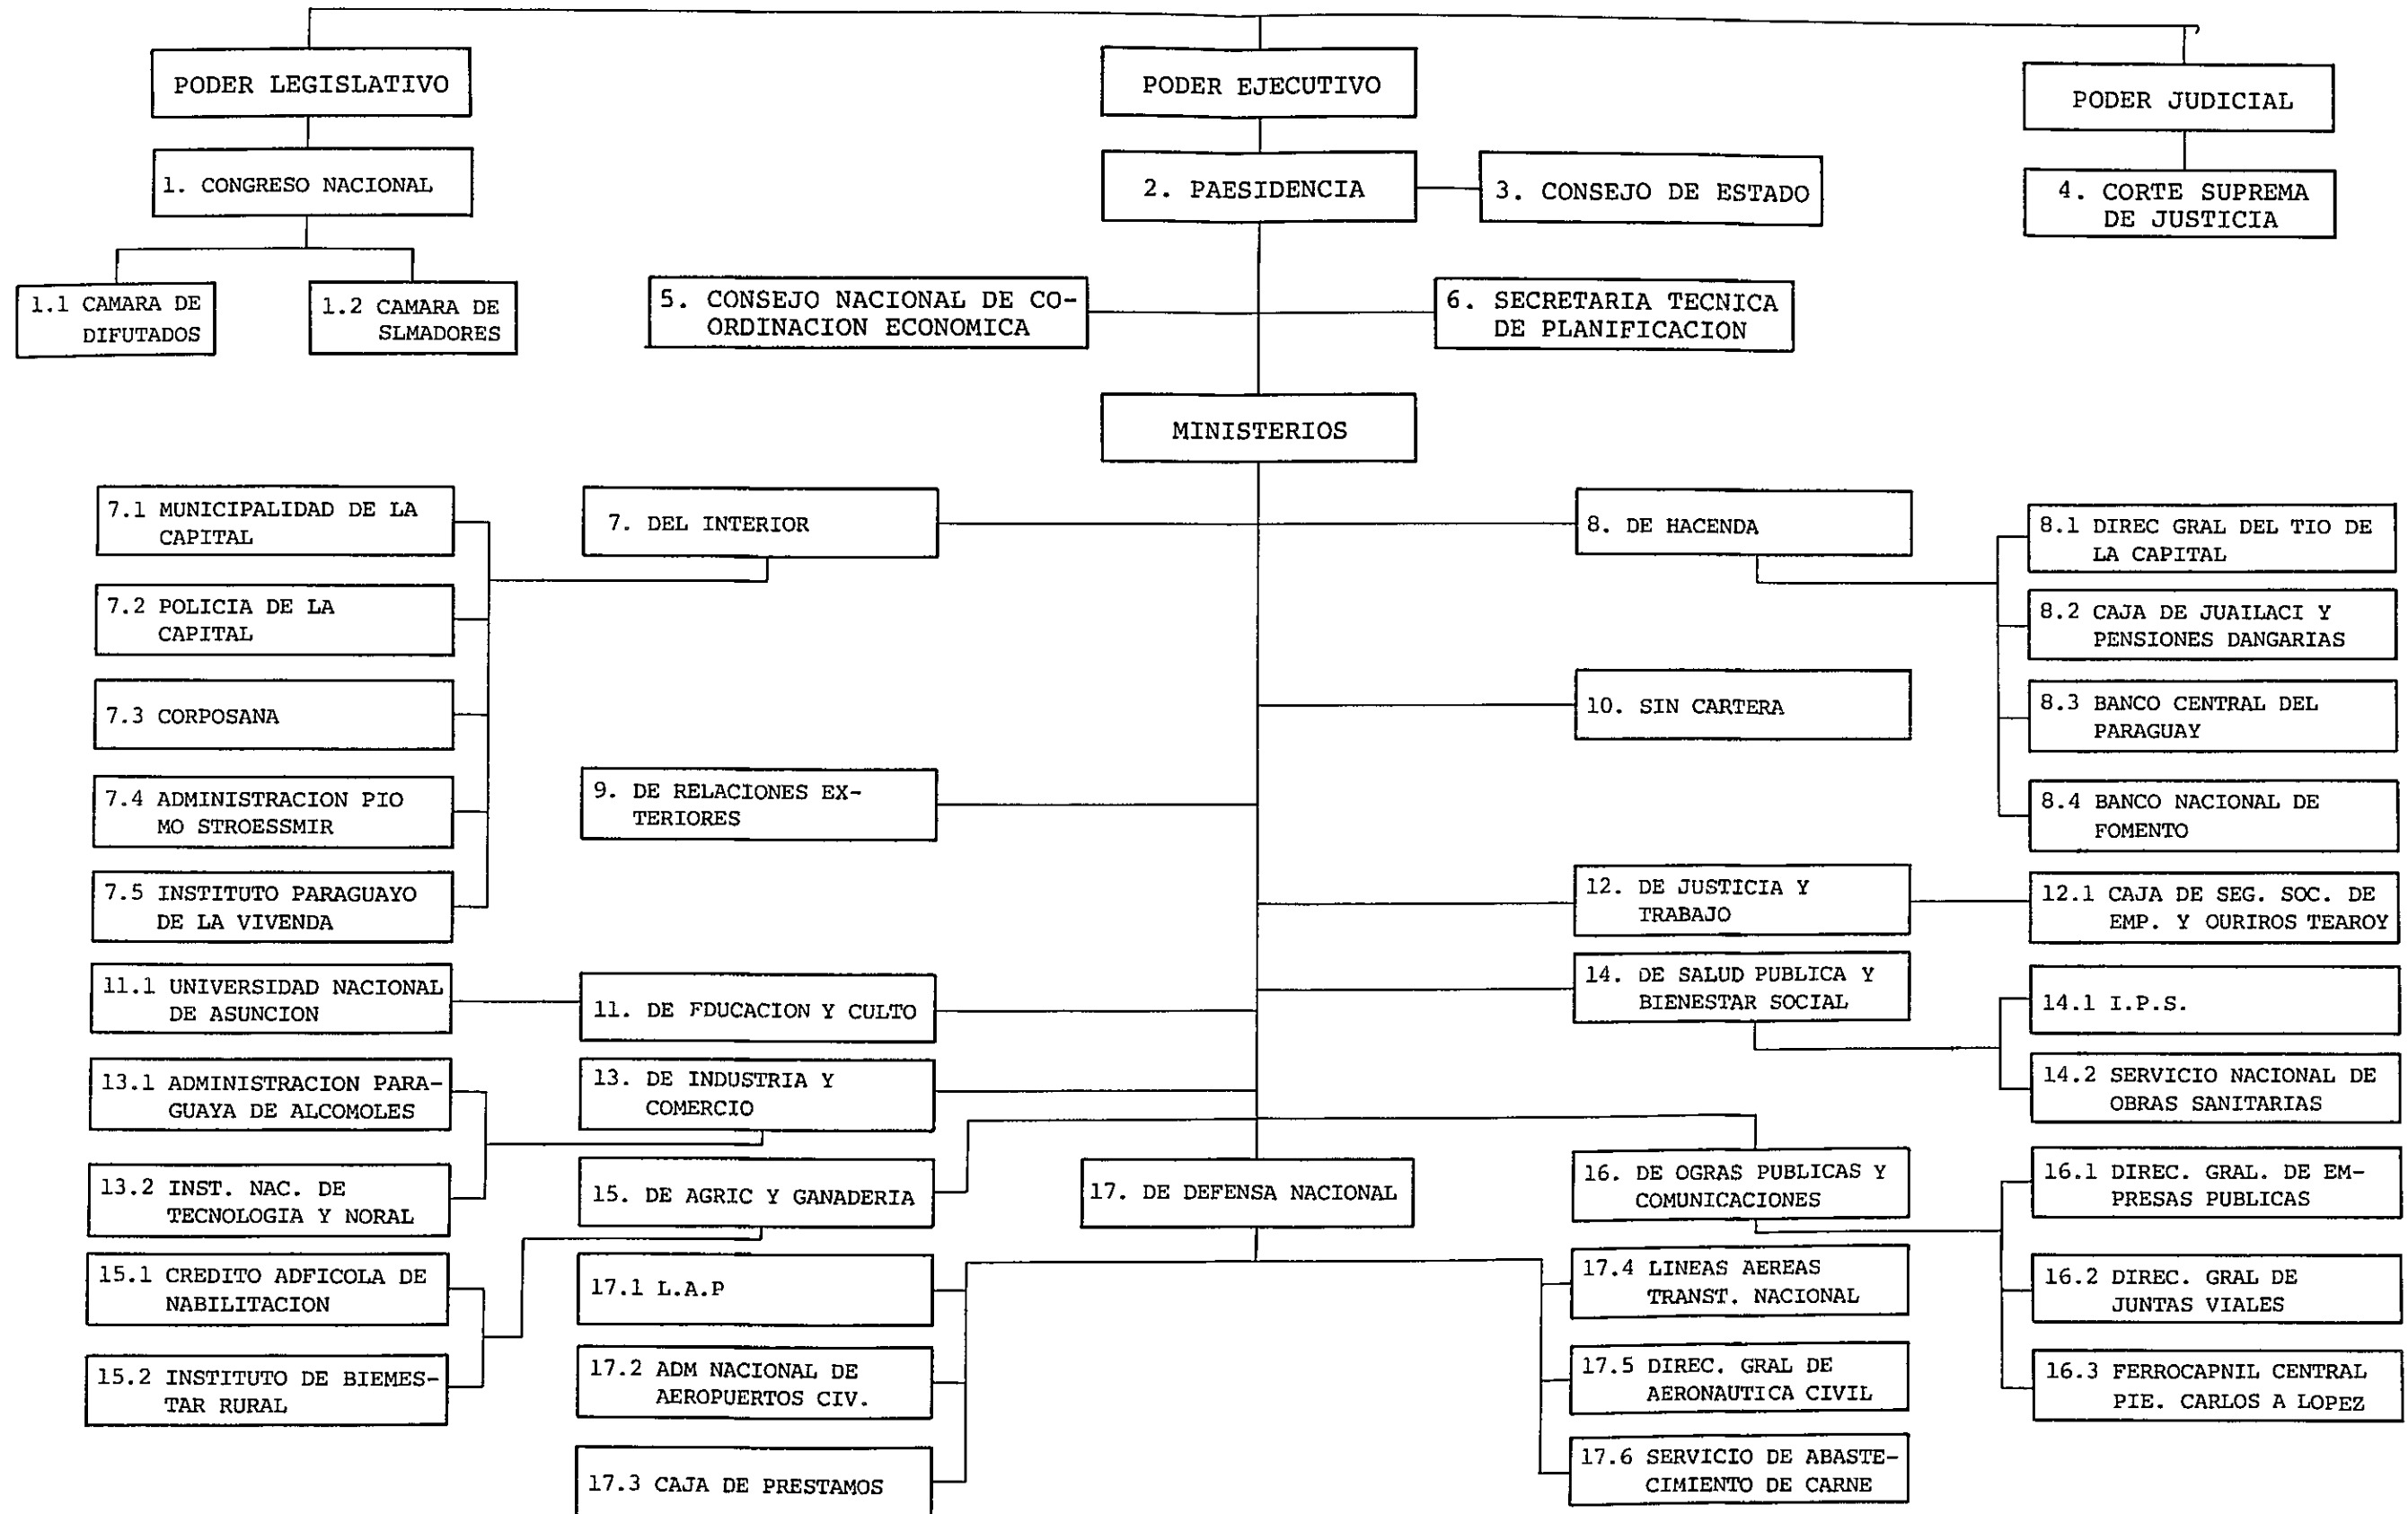 PODER LEGISLATIVO
PODER EJECUTIVO
PODER JUDICIAL
1. CONGRESO NACIONAL
2. PAESIDENCIA
3. CONSEJO DE ESTADO
4. CORTE SUPREMA
DE JUSTICIA
1.1 CAMARA DE
DIFUTADOS
1.2 CAMARA DE
SLMADORES
5. CONSEJO NACIONAL DE CO-
ORDINACION ECONOMICA
6. SECRETARIA TECNICA
DE PLANIFICACION
MINISTERIOS
7.1 MUNICIPALIDAD DE LA
CAPITAL
7.2 POLICIA DE LA
CAPITAL
7.3 CORPOSANA
7.4 ADMINISTRACION PIO
MO STROESSMIR
7.5 INSTITUTO PARAGUAYO
DE LA VIVENDA
7. DEL INTERIOR
8. DE HACENDA
8.1 DIREC GRAL DEL TIO DE
LA CAPITAL
8.2 CAJA DE JUAILACI Y
PENSIONES DANGARIAS
8.3 BANCO CENTRAL DEL
PARAGUAY
8.4 BANCO NACIONAL DE
FOMENTO
10. SIN CARTERA
9. DE RELACIONES EX-
TERIORES
12. DE JUSTICIA Y
TRABAJO
12.1 CAJA DE SEG. SOC. DE
EMP. Y OURIROS TEAROY
11.1 UNIVERSIDAD NACIONAL
DE ASUNCION
11. DE FDUCACION Y CULTO
14. DE SALUD PUBLICA Y
BIENESTAR SOCIAL
14.1 I.P.S.
14.2 SERVICIO NACIONAL DE
OBRAS SANITARIAS
13.1 ADMINISTRACION PARA-
GUAYA DE ALCOMOLES
13.2 INST. NAC. DE
TECNOLOGIA Y NORAL
13. DE INDUSTRIA Y
COMERCIO
15. DE AGRIC Y GANADERIA
17. DE DEFENSA NACIONAL
16. DE OGRAS PUBLICAS Y
COMUNICACIONES
16.1 DIREC. GRAL. DE EM-
PRESAS PUBLICAS
16.2 DIREC. GRAL DE
JUNTAS VIALES
16.3 FERROCAPNIL CENTRAL
PIE. CARLOS A LOPEZ
15.1 CREDITO ADFICOLA DE
NABILITACION
15.2 INSTITUTO DE BIEMES-
TAR RURAL
17.1 L.A.P
17.2 ADM NACIONAL DE
AEROPUERTOS CIV.
17.3 CAJA DE PRESTAMOS
17.4 LINEAS AEREAS
TRANST. NACIONAL
17.5 DIREC. GRAL DE
AERONAUTICA CIVIL
17.6 SERVICIO DE ABASTE-
CIMIENTO DE CARNE